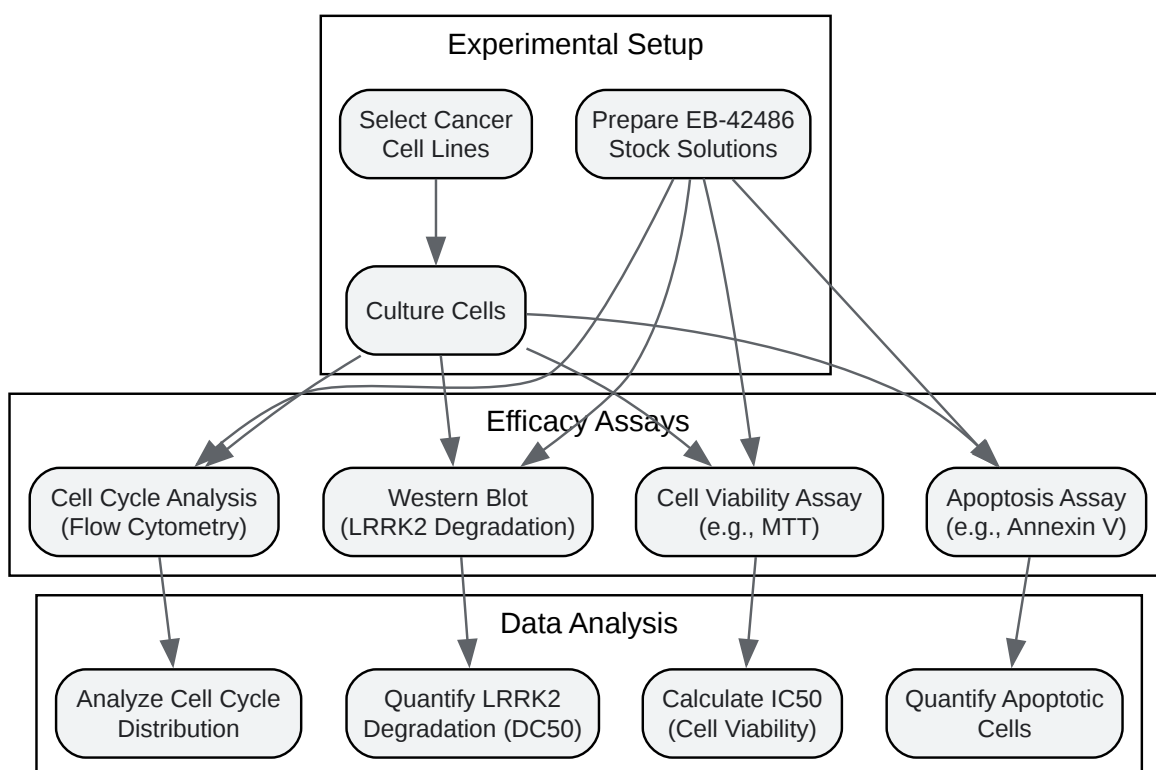 Experimental Setup
Select Cancer
Cell Lines
Prepare EB-42486
Stock Solutions
Culture Cells
Efficacy Assays
Cell Cycle Analysis
(Flow Cytometry)
Western Blot
(LRRK2 Degradation)
Cell Viability Assay
(e.g., MTT)
Apoptosis Assay
(e.g., Annexin V)
Data Analysis
Analyze Cell Cycle
Distribution
Quantify LRRK2
Degradation (DC50)
Calculate IC50
(Cell Viability)
Quantify Apoptotic
Cells